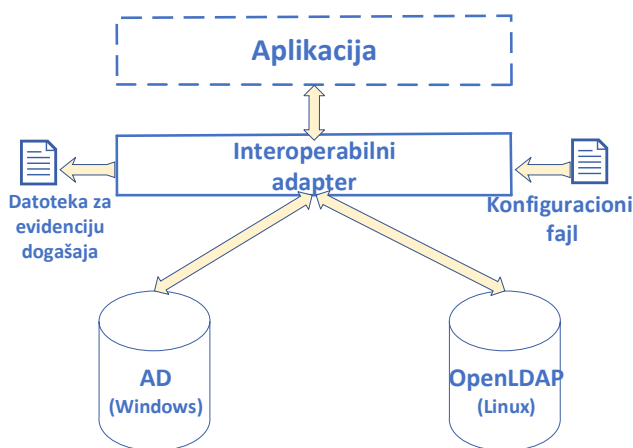 Aplikacija
Interoperabilni
adapter
Datoteka za
evidenciju
događaja
Konfiguracioni
fajl
AD
(Windows)
OpenLDAP
(Linux)